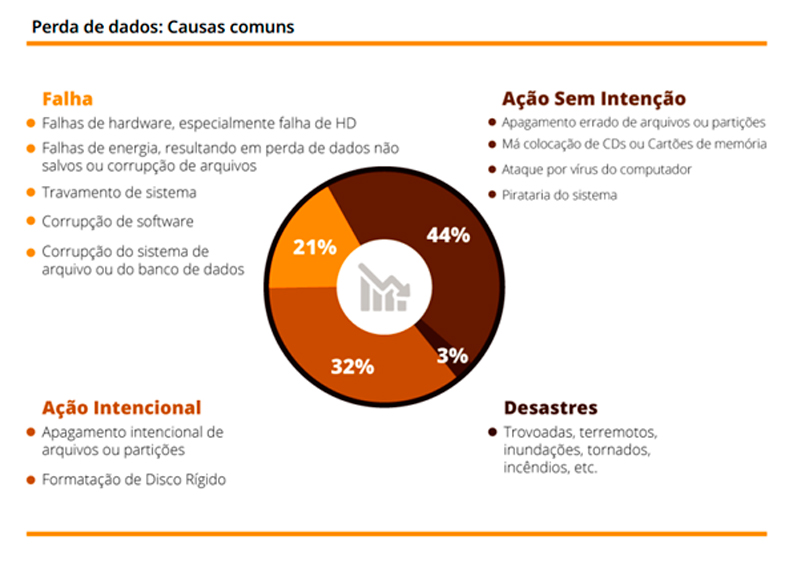 Perda de dados: Causas comuns
Falha
Falhas de hardware, especialmente falha de HD
Falhas de energia, resultando em perda de dados não
salvos ou corrupção de arquivos
Travamento de sistema
Corrupção de software
Corrupção do sistema de
arquivo ou do banco de dados
Ação Sem Intenção
Apagamento errado de arquivos ou partições
Má colocação de CDs ou Cartões de memória
Ataque por vírus do computador
Pirataria do sistema
21%
44%
32%
3%
Ação Intencional
Apagamento intencional de
arquivos ou partições
Formatação de Disco Rígido
Desastres
Trovoadas, terremotos,
inundações, tornados,
incêndios, etc.